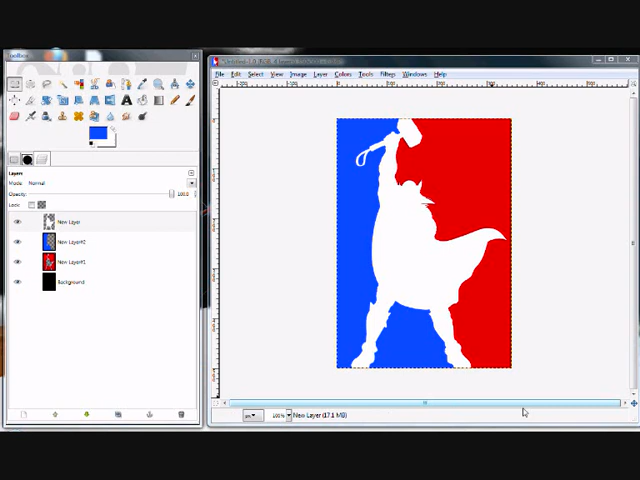 Toolbox
File Edit Select View Image Layer Colors Tools Filters Windows Help
Layers
Mode: Normal
Opacity: 100.0
Lock:
New Layer
New Layer#2
New Layer#1
Background
px
100%
New Layer (17.1 MB)